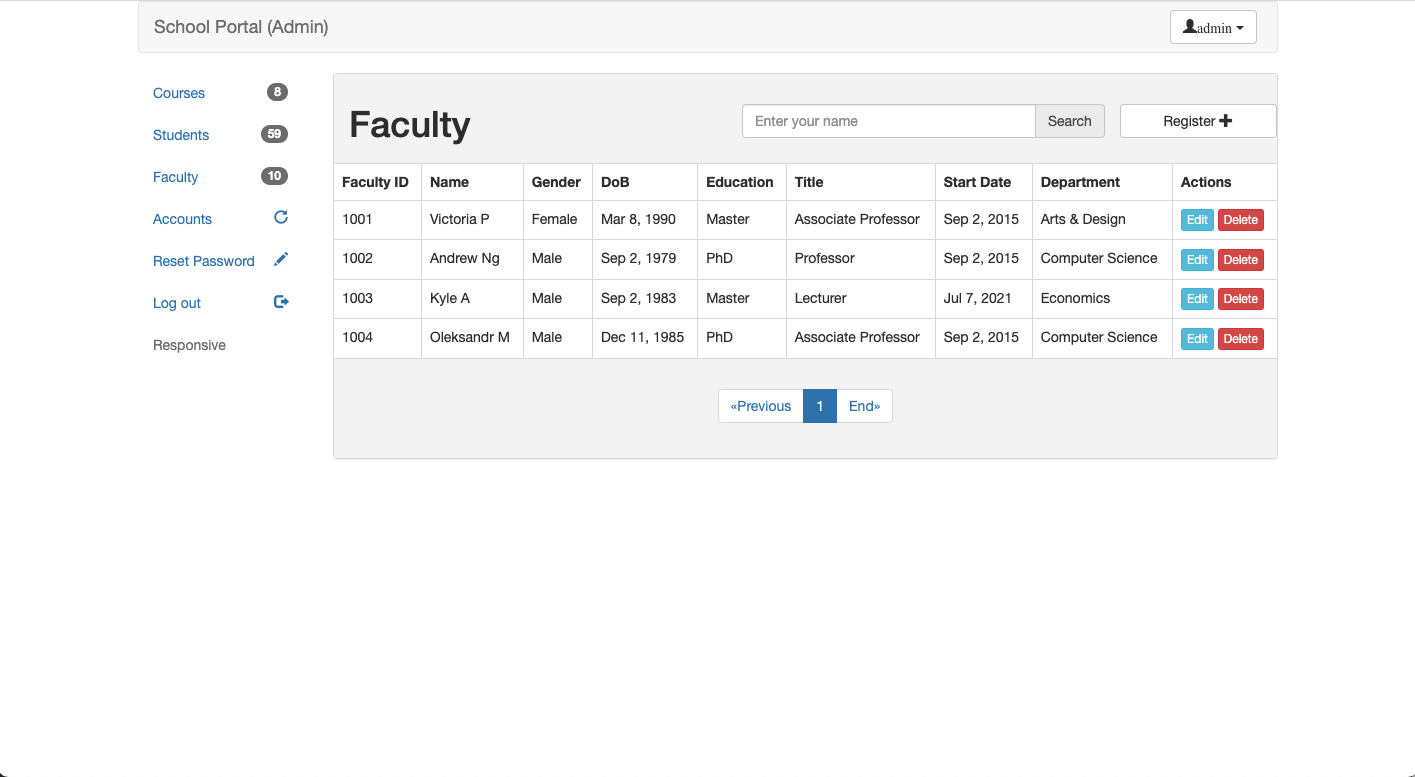 School Portal (Admin)
admin
Courses 8
Students 59
Faculty 10
Accounts
Reset Password
Log out
Responsive
Faculty
Enter your name Search Register
Faculty ID Name Gender DoB Education Title Start Date Department Actions
1001 Victoria P Female Mar 8, 1990 Master Associate Professor Sep 2, 2015 Arts & Design Edit Delete
1002 Andrew Ng Male Sep 2, 1979 PhD Professor Sep 2, 2015 Computer Science Edit Delete
1003 Kyle A Male Sep 2, 1983 Master Lecturer Jul 7, 2021 Economics Edit Delete
1004 Oleksandr M Male Dec 11, 1985 PhD Associate Professor Sep 2, 2015 Computer Science Edit Delete
«Previous 1 End»